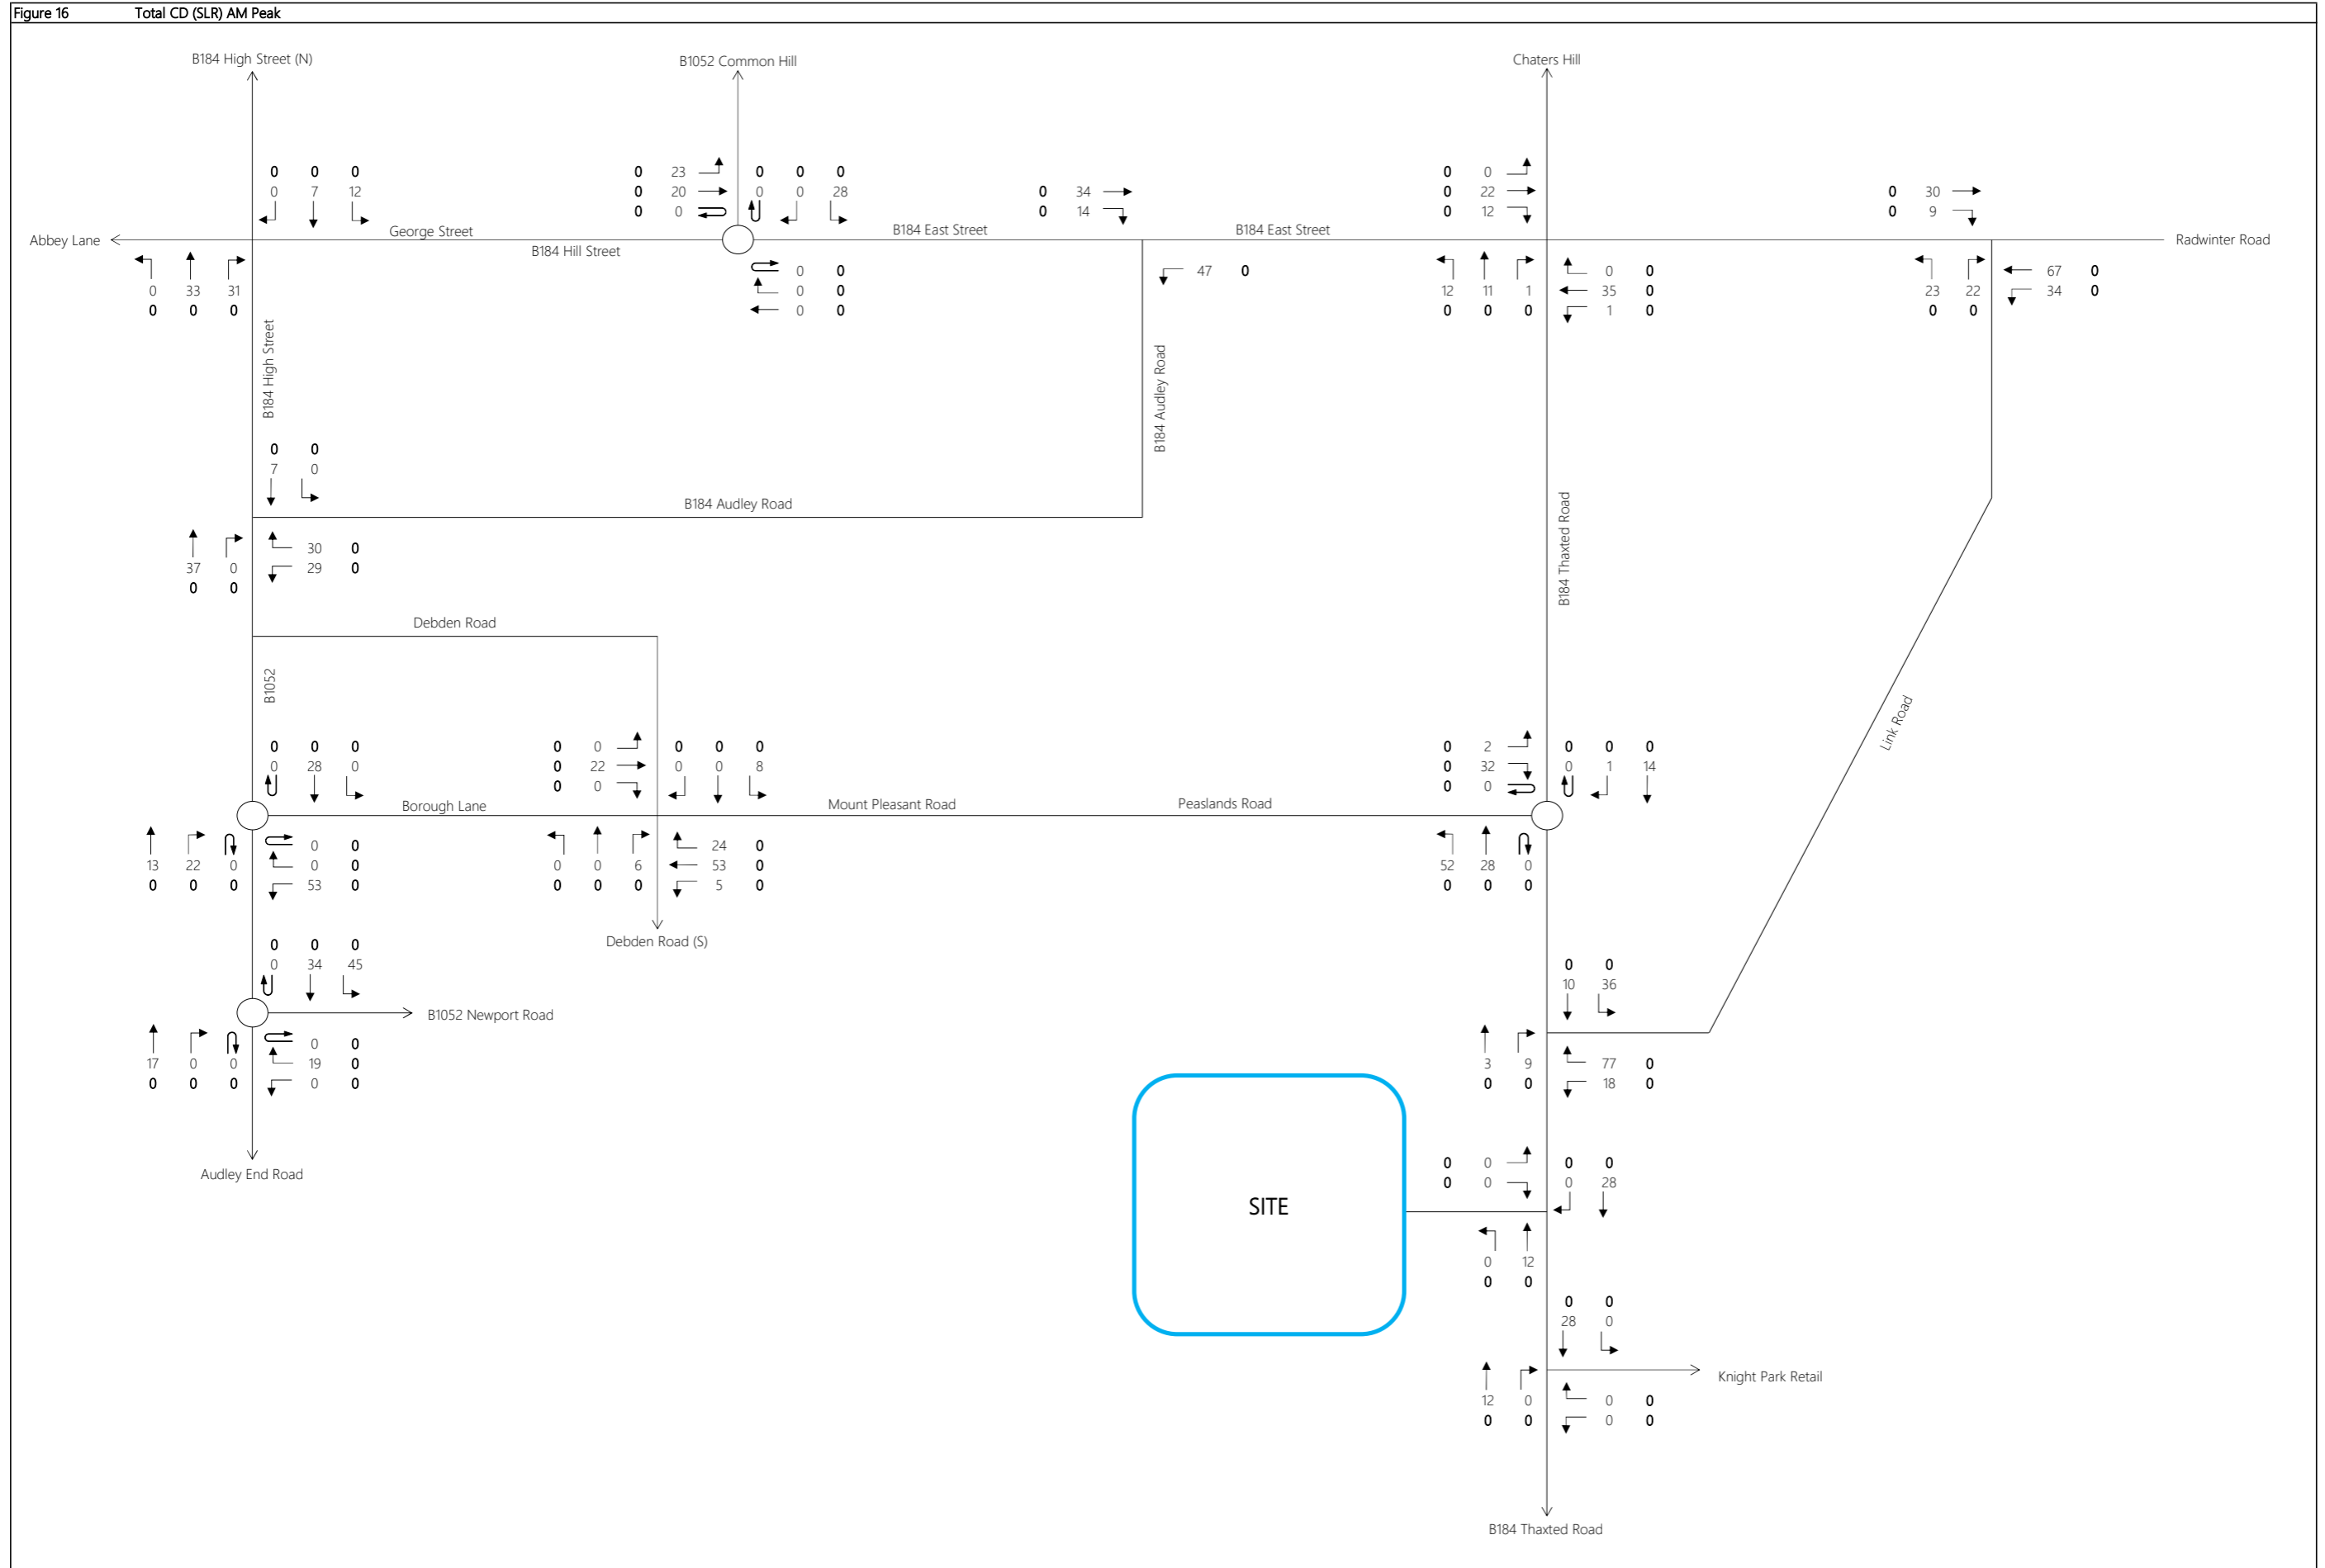 Figure 16 Total CD (SLR) AM Peak
B184 High Street (N)
B1052 Common Hill
Chaters Hill
0 0 0
0 7 12
0 23
0 20
0 0
0 0 0
0 0 28
0 34
0 14
0 0
0 22
0 12
0 30
0 9
Abbey Lane
George Street
B184 Hill Street
B184 East Street
B184 East Street
Radwinter Road
0 33 31
0 0 0
0 0
0 0
0 0
47 0
12 11 1
0 0 0
0 0
35 0
1 0
23 22
0 0
67 0
34 0
B184 High Street
B184 Audley Road
0 0
7 0
B184 Audley Road
B184 Thaxted Road
37 0
0 0
30 0
29 0
Debden Road
B1052
Link Road
0 0 0
0 28 0
0 0
0 22
0 0
0 0 0
0 0 8
0 2
0 32
0 0
0 0 0
0 1 14
Borough Lane
Mount Pleasant Road
Peaslands Road
13 22 0
0 0 0
0 0
0 0
53 0
0 0 6
0 0 0
24 0
53 0
5 0
52 28 0
0 0 0
Debden Road (S)
0 0 0
0 34 45
0 0
10 36
B1052 Newport Road
17 0 0
0 0 0
0 0
19 0
0 0
3 9
0 0
77 0
18 0
Audley End Road
SITE
0 0
0 0
0 0
0 28
0 12
0 0
0 0
28 0
Knight Park Retail
12 0
0 0
0 0
0 0
B184 Thaxted Road